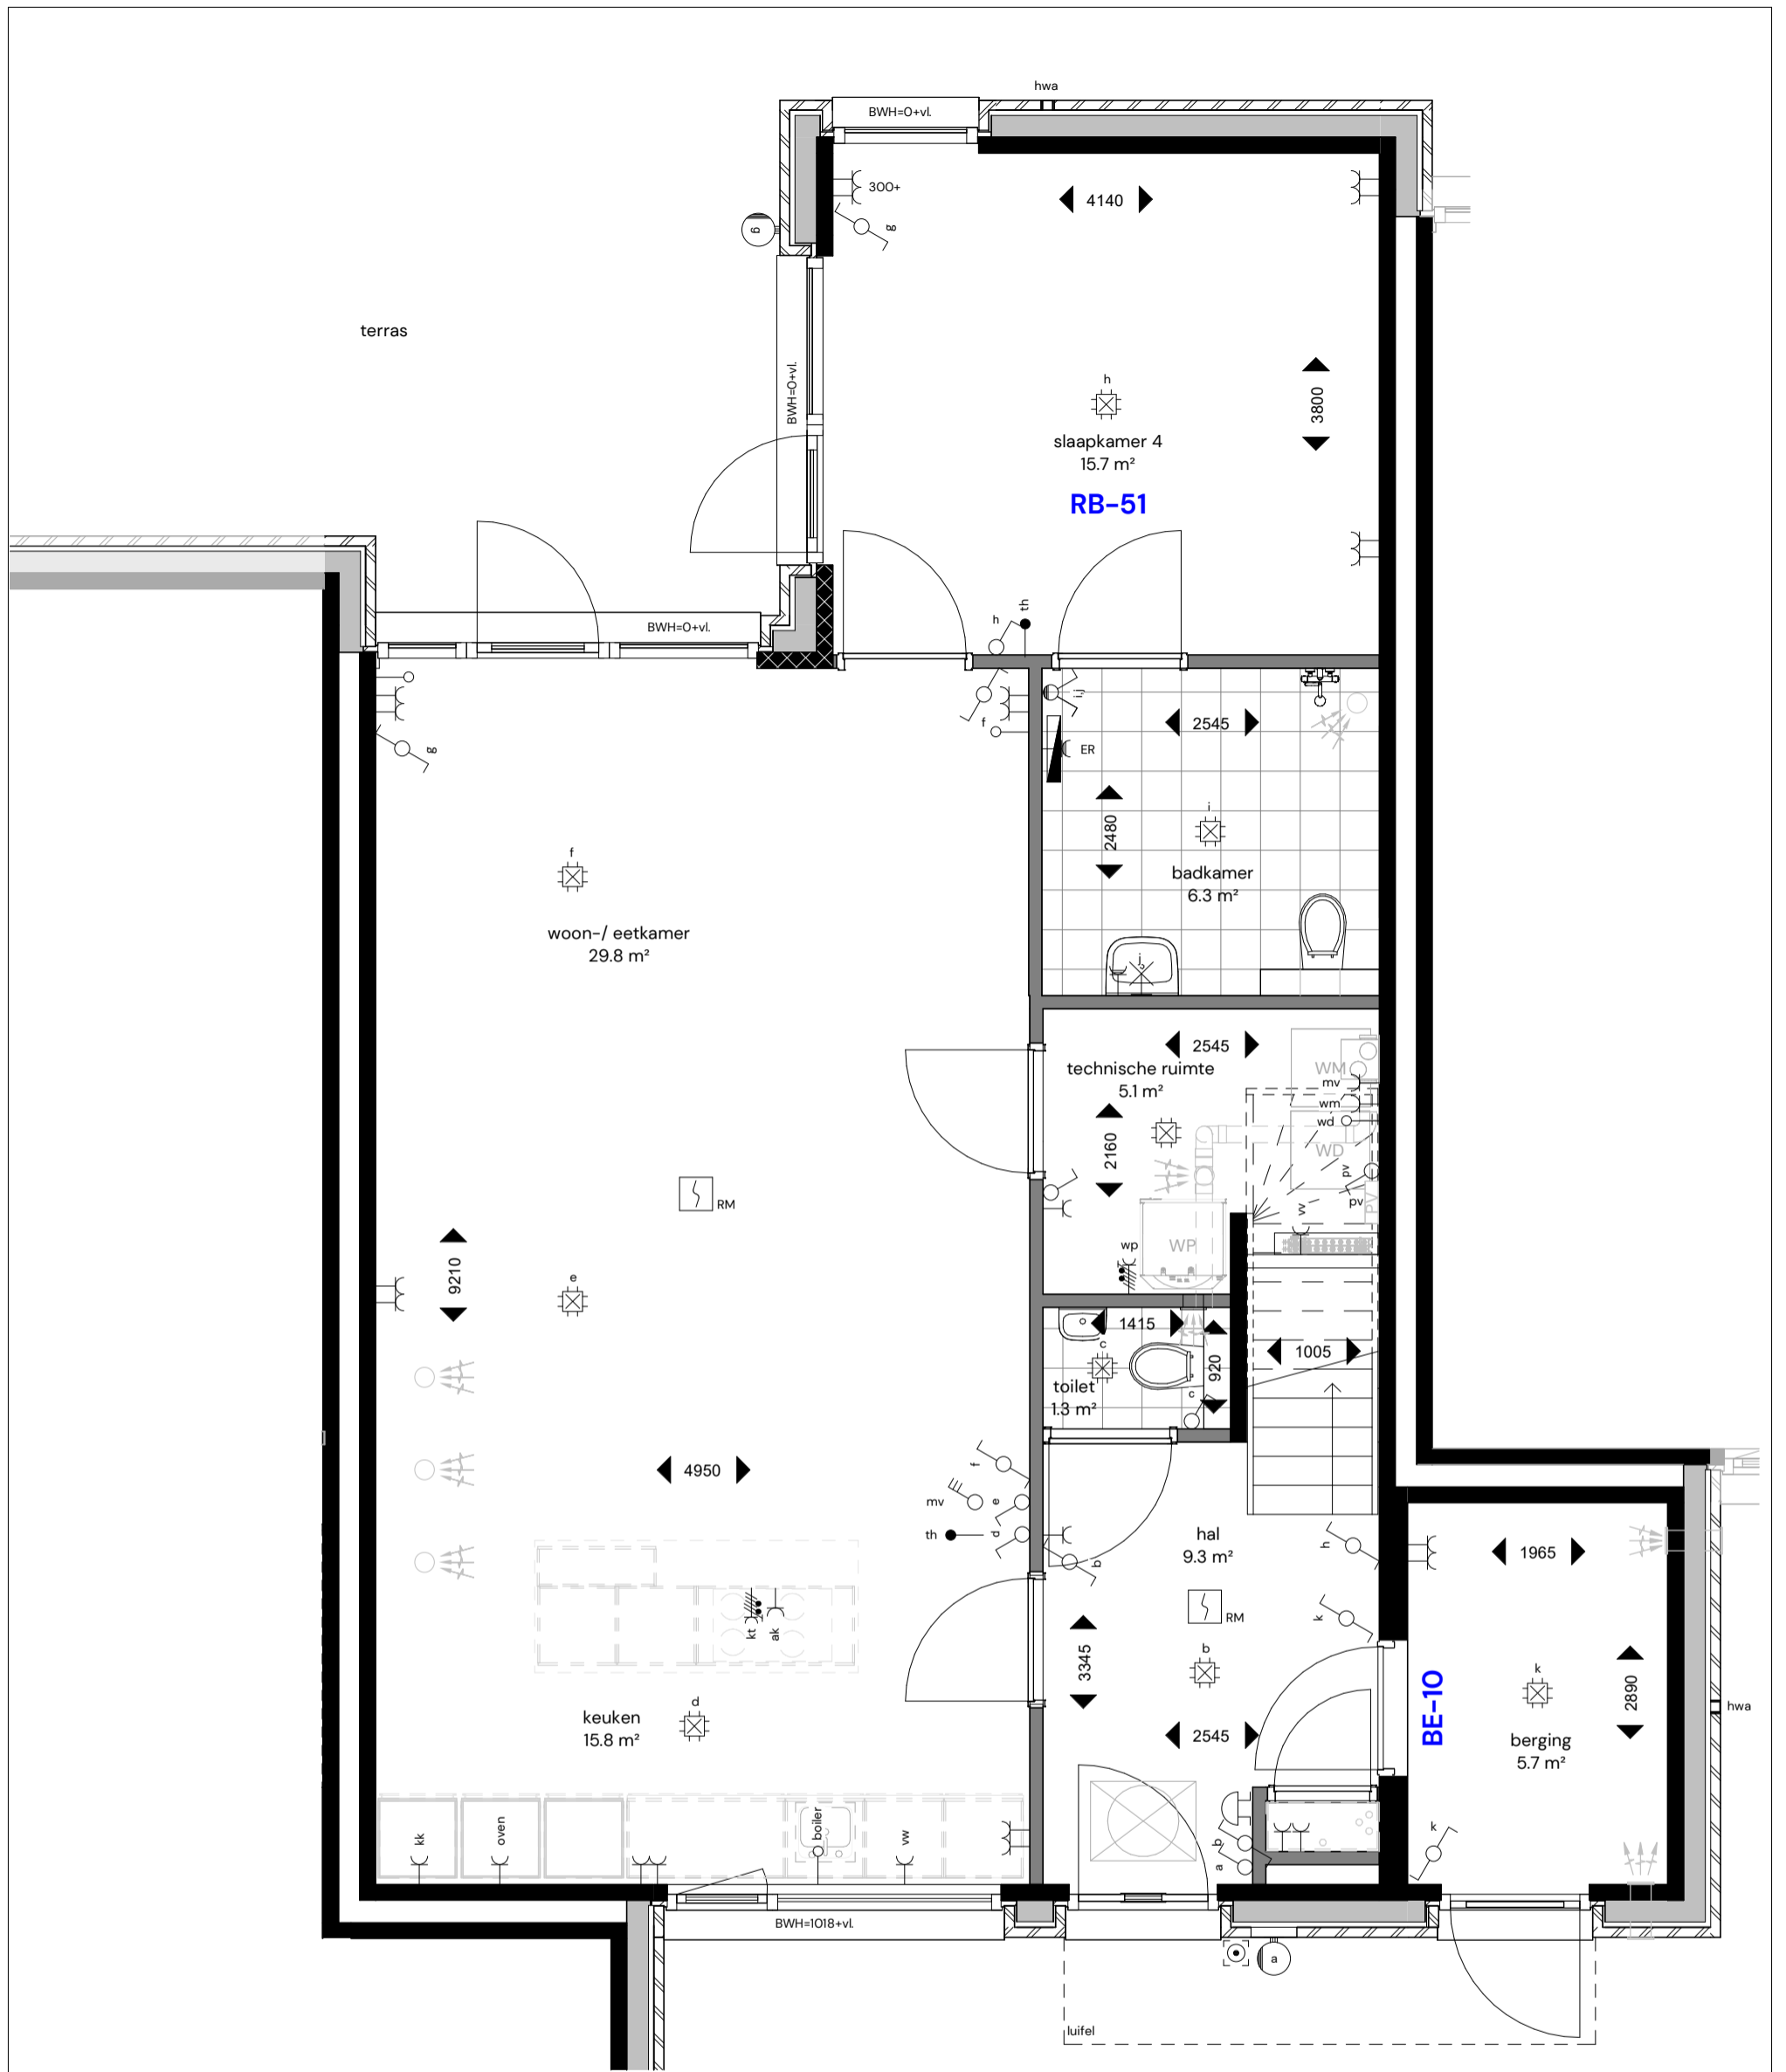 hwa
BWH=0+vl.
300+
4140
g
g
terras
BWH=0+vl.
3800
h
slaapkamer 4
15.7 m²
RB-51
BWH=0+vl.
h
th
f
i,j
2545
g
ER
2480
i
badkamer
6.3 m²
f
woon-/ eetkamer
29.8 m²
j
2545
technische ruimte
5.1 m²
WM
mv
wm
wd
WD
2160
pv
pv
PV
vv
RM
wp
WP
9210
e
1415
c
920
1005
toilet
1.3 m²
c
4950
f
mv
e
th
d
b
hal
9.3 m²
h
1965
k
RM
kt
ak
3345
b
BE-10
k
2890
hwa
d
keuken
15.8 m²
2545
berging
5.7 m²
kk
oven
boiler
vw
b
a
k
BWH=1018+vl.
a
luifel